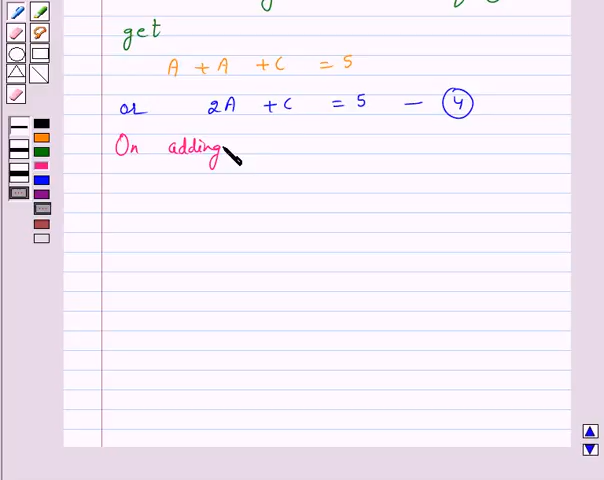 get
A + A + C = 5
or 2A + C = 5 — 4
On adding